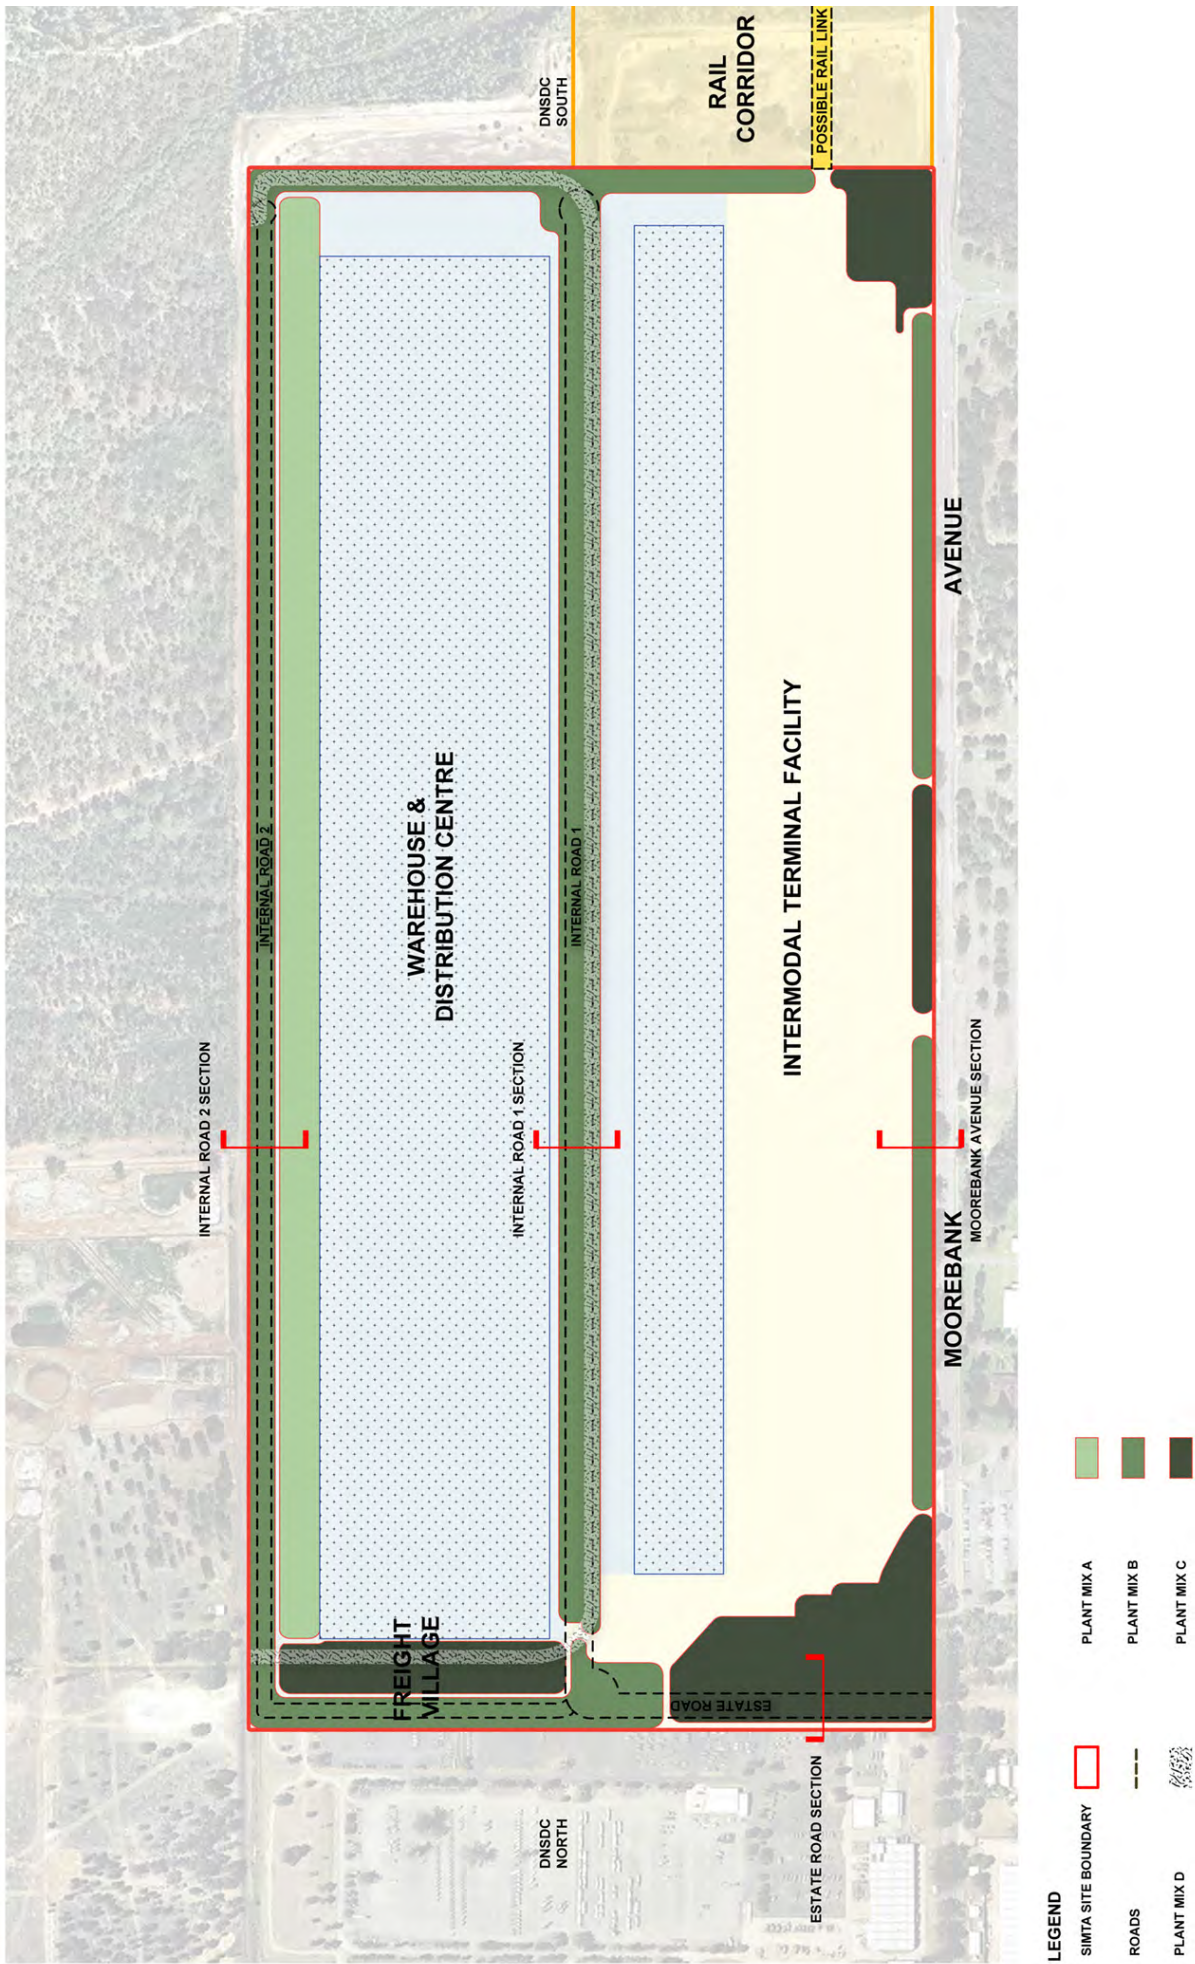 INTERNAL ROAD 2 SECTION
INTERNAL ROAD 1 SECTION
INTERNAL ROAD 2
WAREHOUSE &
DISTRIBUTION CENTRE
INTERNAL ROAD 1
DNSDC
SOUTH
RAIL
CORRIDOR
POSSIBLE RAIL LINK
FREIGHT
VILLAGE
INTERMODAL TERMINAL FACILITY
ESTATE ROAD
DNSDC
NORTH
ESTATE ROAD SECTION
MOOREBANK AVENUE
MOOREBANK AVENUE SECTION
LEGEND
SIMTA SITE BOUNDARY
PLANT MIX A
ROADS
PLANT MIX B
PLANT MIX D
PLANT MIX C